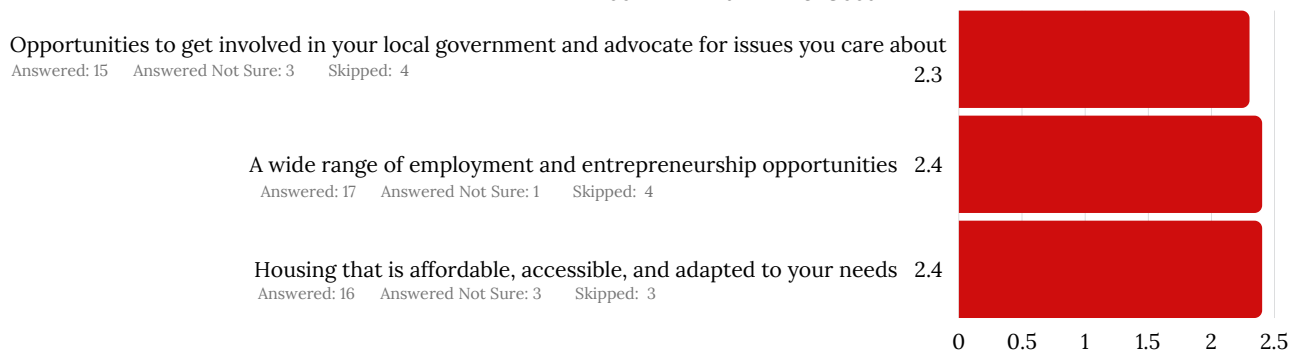 Opportunities to get involved in your local government and advocate for issues you care about
Answered: 15 Answered Not Sure: 3 Skipped: 4
2.3
A wide range of employment and entrepreneurship opportunities 2.4
Answered: 17 Answered Not Sure: 1 Skipped: 4
Housing that is affordable, accessible, and adapted to your needs 2.4
Answered: 16 Answered Not Sure: 3 Skipped: 3
0 0.5 1 1.5 2 2.5